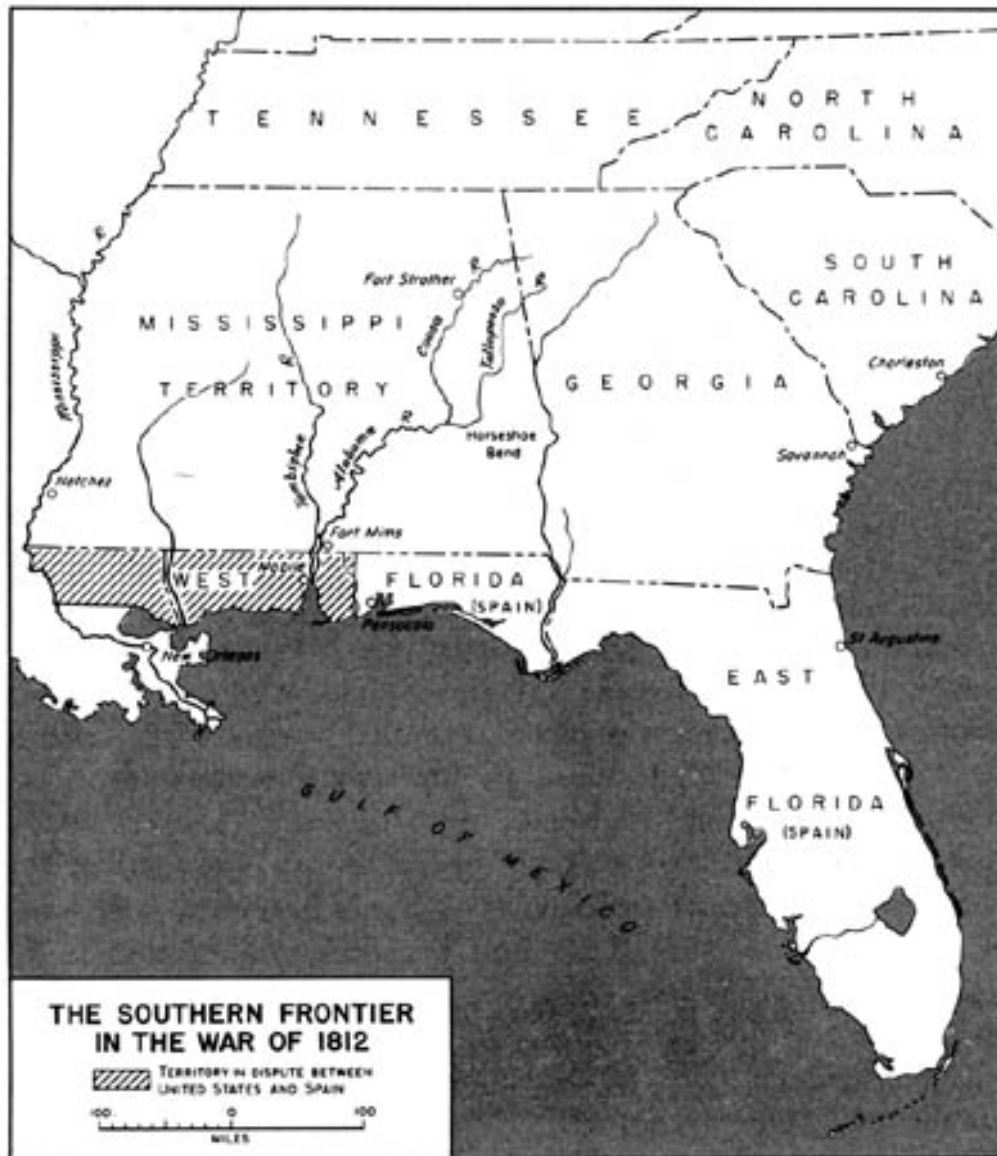 TENNESSEE
NORTH
CAROLINA
SOUTH
CAROLINA
R.
Mississippi
MISSISSIPPI
TERRITORY
Fort Strother
R.
R.
Coosa
Tallapoosa
R.
Tombigbee
Alabama
R.
Horseshoe
Bend
GEORGIA
Charleston
Savannah
Natchez
Fort Mims
Mobile
WEST FLORIDA
(SPAIN)
Pensacola
New Orleans
St Augustine
EAST
FLORIDA
(SPAIN)
GULF OF MEXICO
THE SOUTHERN FRONTIER
IN THE WAR OF 1812
TERRITORY IN DISPUTE BETWEEN
UNITED STATES AND SPAIN
100 0 100
MILES